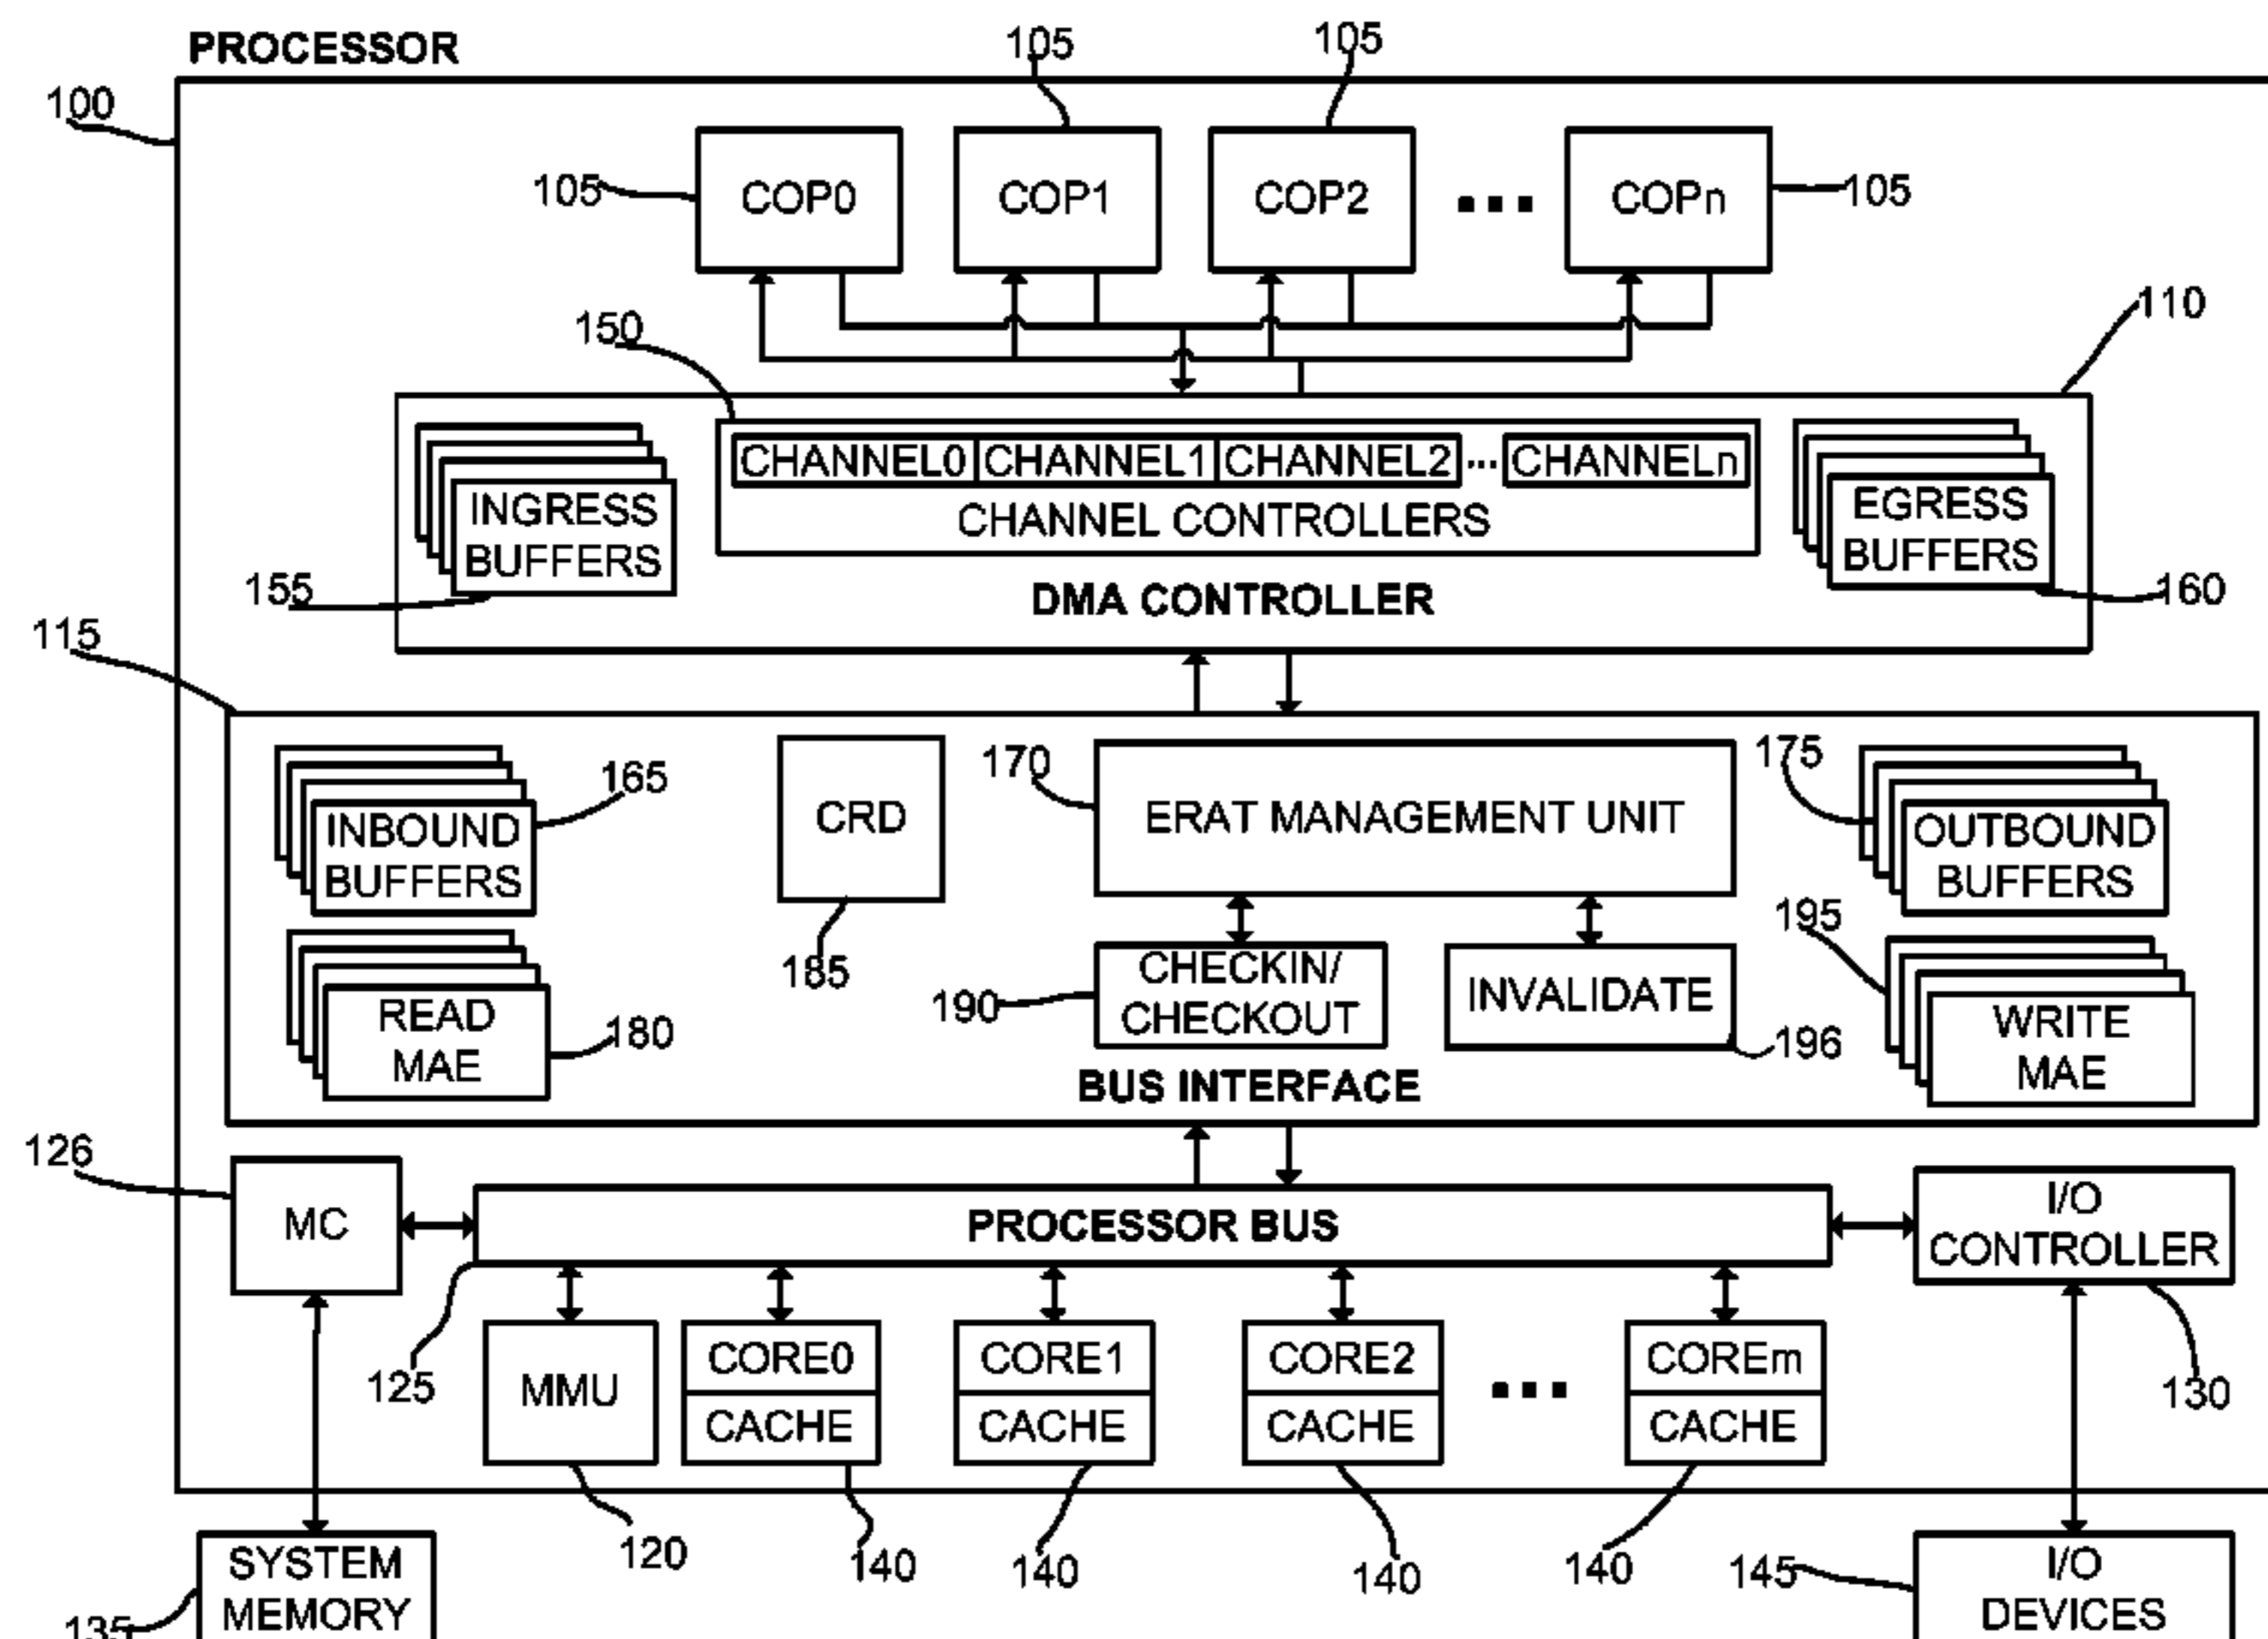 PROCESSOR
105
105
100
105
COP0
COP1
COP2
...
COPn
105
150
110
CHANNEL0
CHANNEL1
CHANNEL2
...
CHANNELn
CHANNEL CONTROLLERS
INGRESS
BUFFERS
EGRESS
BUFFERS
155
DMA CONTROLLER
160
115
165
INBOUND
BUFFERS
CRD
185
170
ERAT MANAGEMENT UNIT
175
OUTBOUND
BUFFERS
READ
MAE
180
190
CHECKIN/
CHECKOUT
INVALIDATE
196
195
WRITE
MAE
BUS INTERFACE
126
MC
PROCESSOR BUS
I/O
CONTROLLER
125
MMU
CORE0
CACHE
CORE1
CACHE
CORE2
CACHE
...
COREm
CACHE
130
120
140
140
140
140
145
SYSTEM
MEMORY
135
I/O
DEVICES